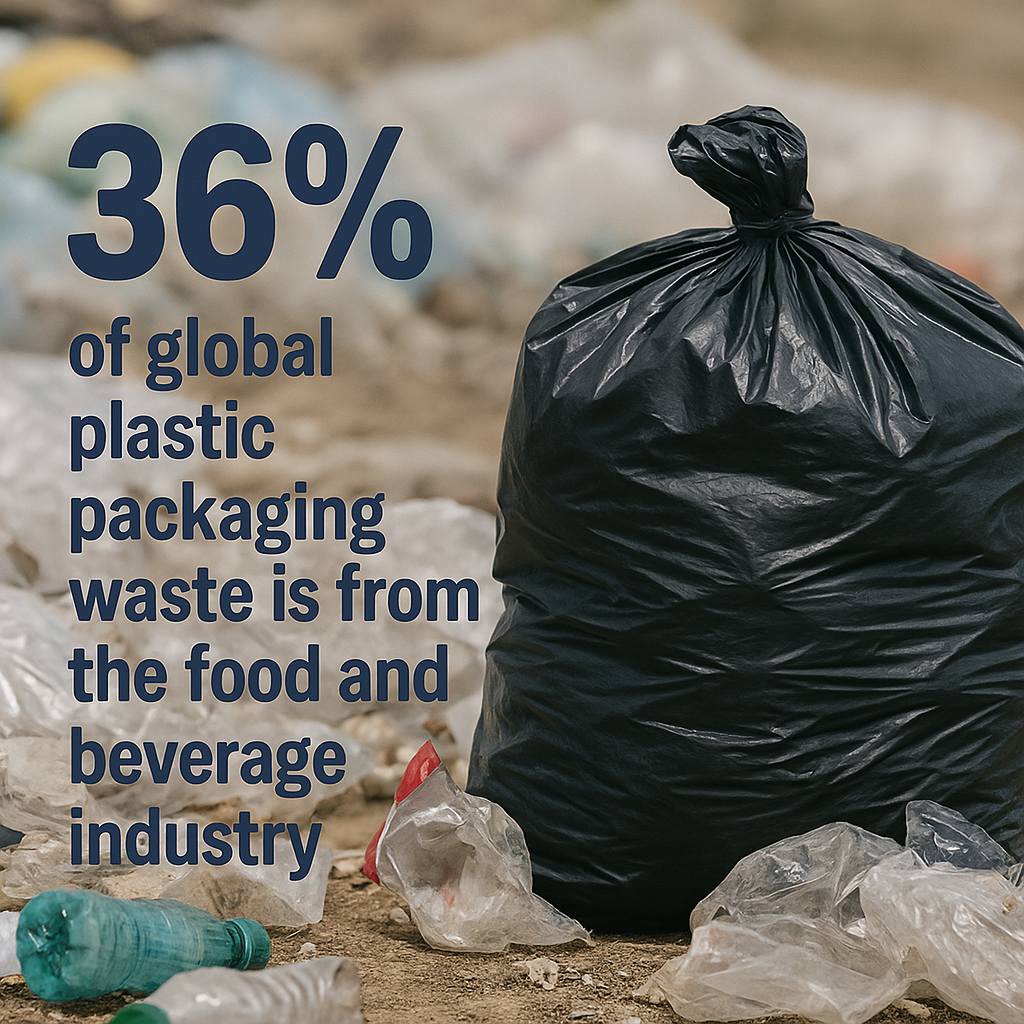 36%
of global
plastic
packaging
waste is from
the food and
beverage
industry